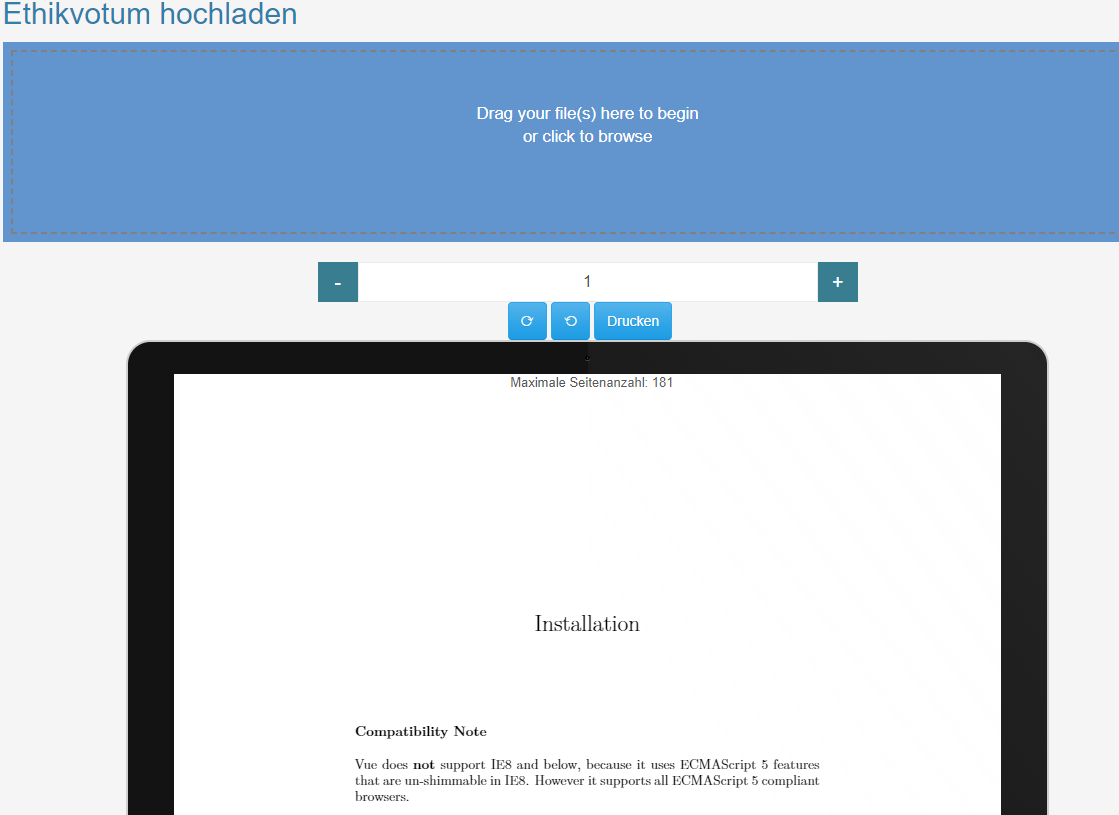 Ethikvotum hochladen
Drag your file(s) here to begin
or click to browse
- 1 +
Drucken
Maximale Seitenanzahl: 181
Installation
Compatibility Note
Vue does not support IE8 and below, because it uses ECMAScript 5 features
that are un-shimmable in IE8. However it supports all ECMAScript 5 compliant
browsers.